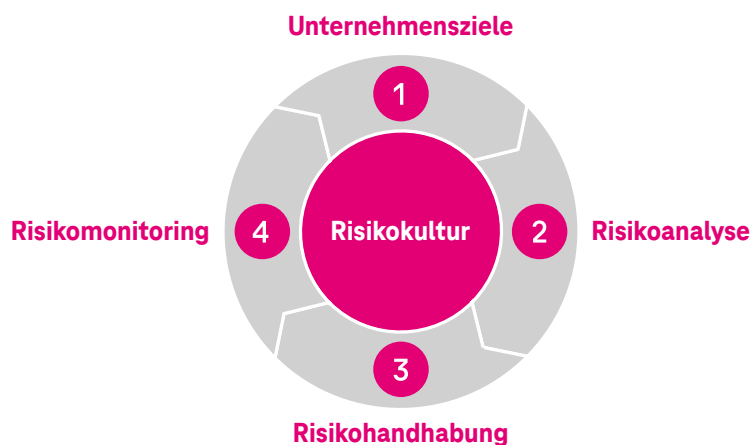 Unternehmensziele
1
Risikomonitoring
4
Risikokultur
2
Risikoanalyse
3
Risikohandhabung